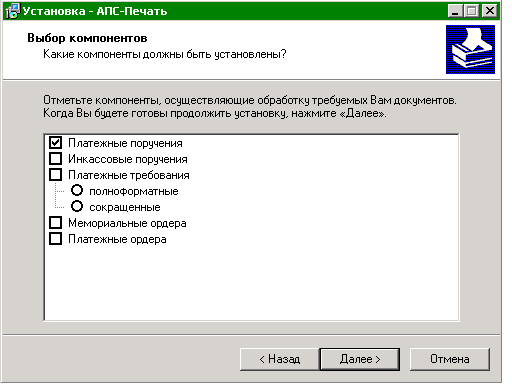 Установка - АПС-Печать
Выбор компонентов
Какие компоненты должны быть установлены?
Отметьте компоненты, осуществляющие обработку требуемых Вам документов.
Когда Вы будете готовы продолжить установку, нажмите «Далее».
Платежные поручения
Инкассовые поручения
Платежные требования
полноформатные
сокращенные
Мемориальные ордера
Платежные ордера
< Назад
Далее >
Отмена